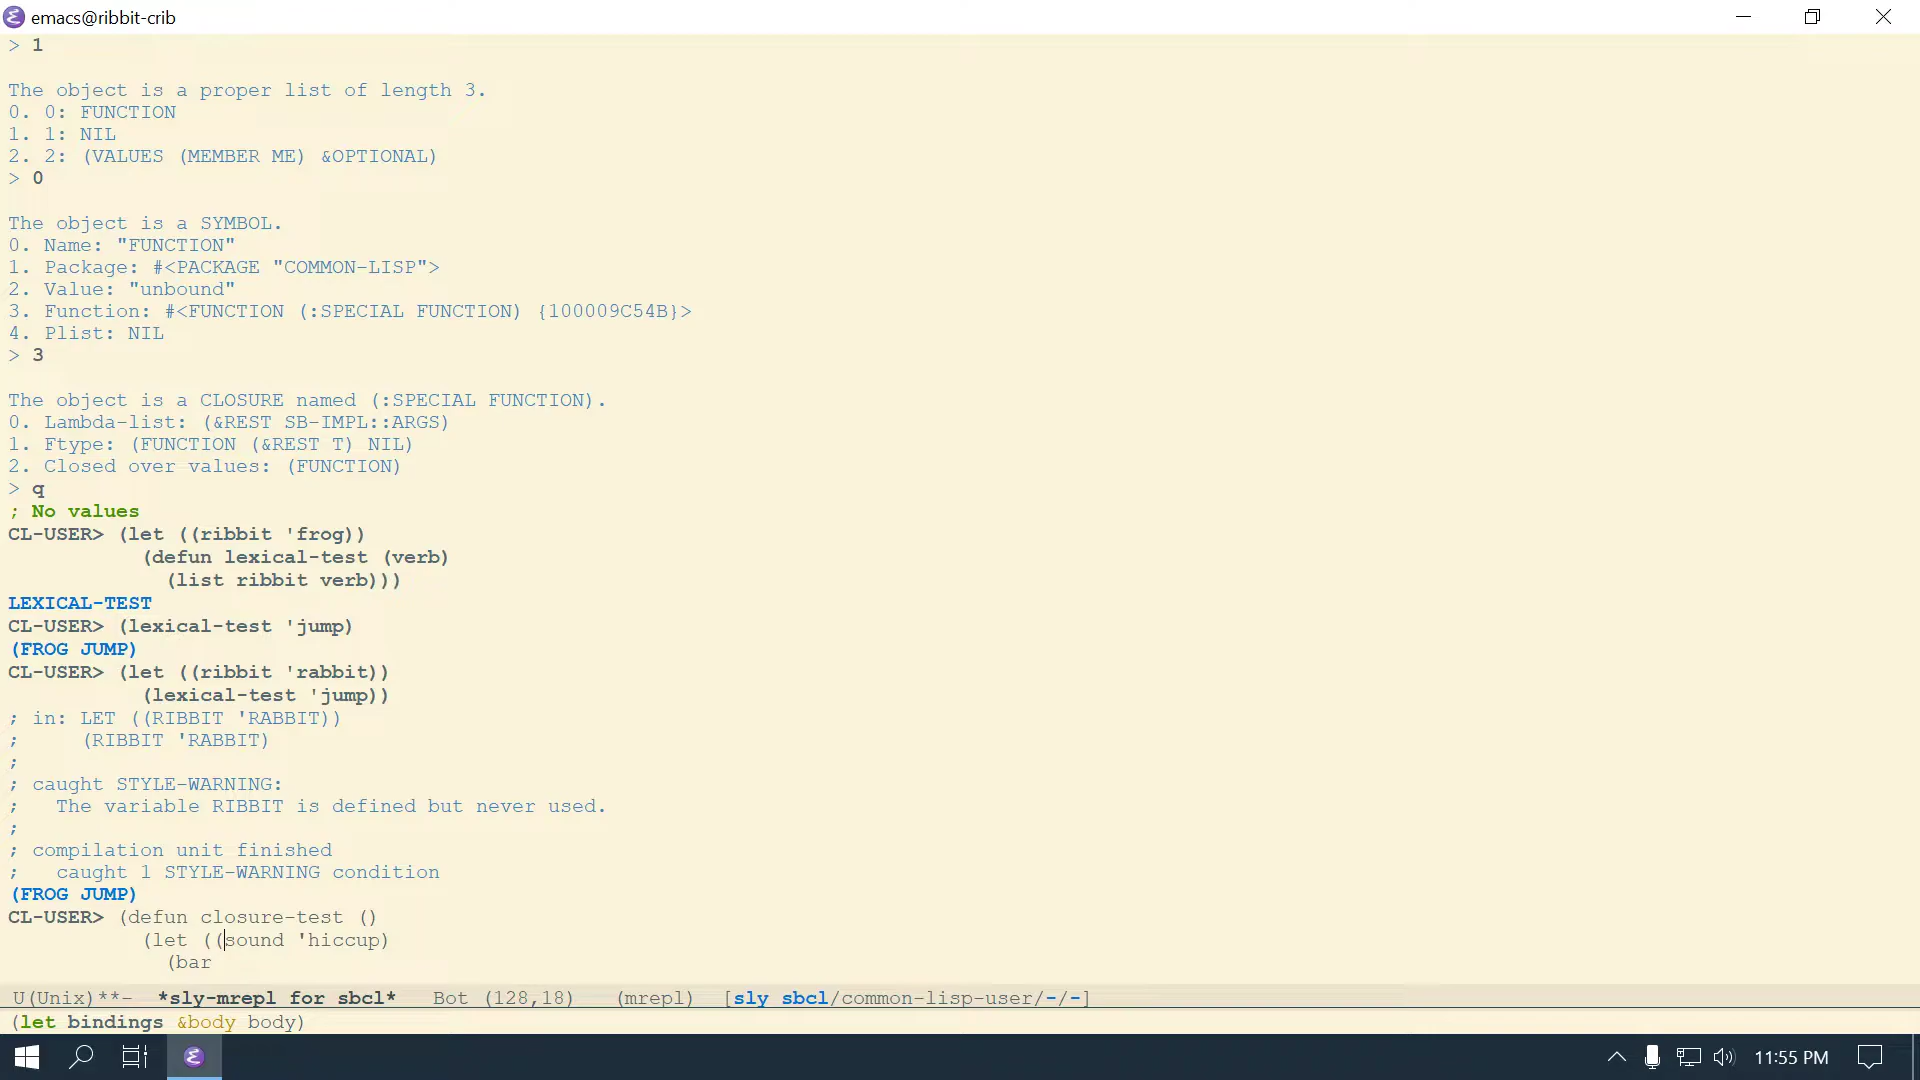 emacs@ribbit-crib
> 1
The object is a proper list of length 3.
0. 0: FUNCTION
1. 1: NIL
2. 2: (VALUES (MEMBER ME) &OPTIONAL)
> 0
The object is a SYMBOL.
0. Name: "FUNCTION"
1. Package: #<PACKAGE "COMMON-LISP">
2. Value: "unbound"
3. Function: #<FUNCTION (:SPECIAL FUNCTION) {100009C54B}>
4. Plist: NIL
> 3
The object is a CLOSURE named (:SPECIAL FUNCTION).
0. Lambda-list: (&REST SB-IMPL::ARGS)
1. Ftype: (FUNCTION (&REST T) NIL)
2. Closed over values: (FUNCTION)
> q
; No values
CL-USER> (let ((ribbit 'frog))
(defun lexical-test (verb)
(list ribbit verb)))
LEXICAL-TEST
CL-USER> (lexical-test 'jump)
(FROG JUMP)
CL-USER> (let ((ribbit 'rabbit))
(lexical-test 'jump))
; in: LET ((RIBBIT 'RABBIT))
;     (RIBBIT 'RABBIT)
;
; caught STYLE-WARNING:
;   The variable RIBBIT is defined but never used.
;
; compilation unit finished
;   caught 1 STYLE-WARNING condition
(FROG JUMP)
CL-USER> (defun closure-test ()
(let ((sound 'hiccup)
(bar
U(Unix)**-  *sly-mrepl for sbcl*   Bot (128,18)   (mrepl)  [sly sbcl/common-lisp-user/-/-]
(let bindings &body body)
11:55 PM